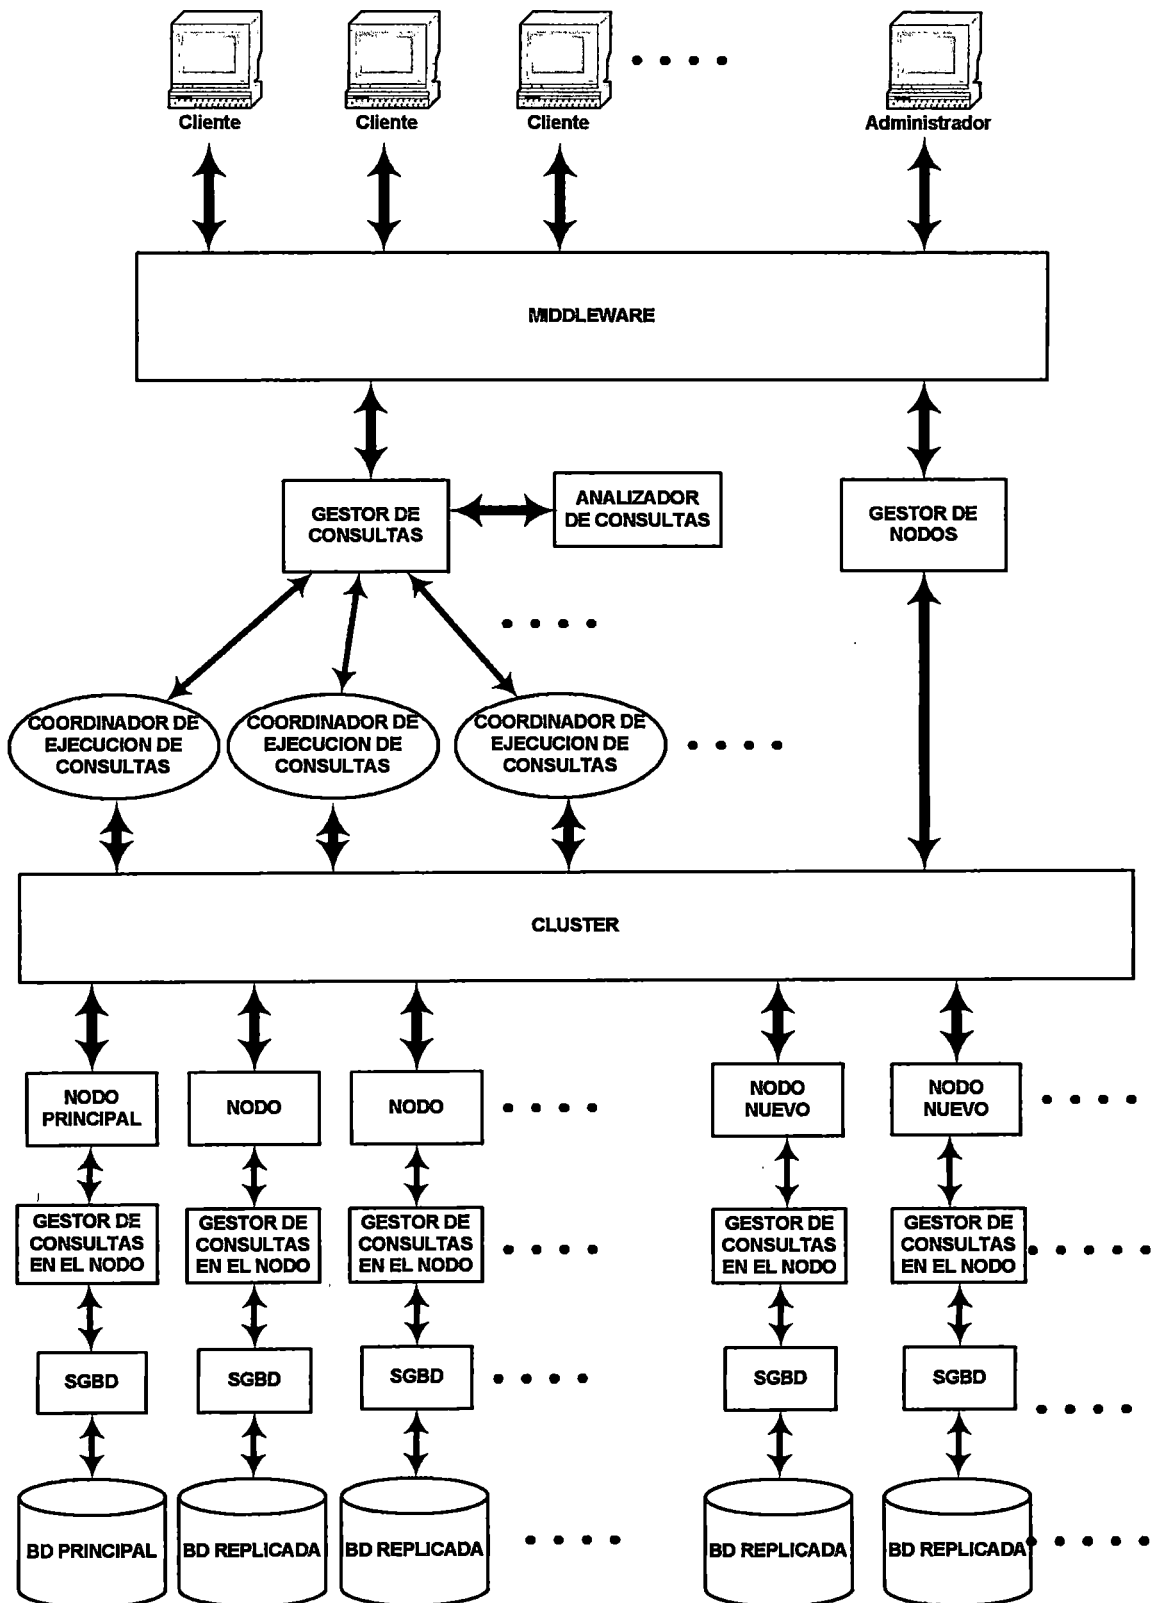 Cliente
Cliente
Cliente
Administrador
MIDDLEWARE
GESTOR DE
CONSULTAS
ANALIZADOR
DE CONSULTAS
GESTOR DE
NODOS
COORDINADOR DE
EJECUCION DE
CONSULTAS
COORDINADOR DE
EJECUCION DE
CONSULTAS
COORDINADOR DE
EJECUCION DE
CONSULTAS
CLUSTER
NODO
PRINCIPAL
NODO
NODO
NODO
NUEVO
NODO
NUEVO
GESTOR DE
CONSULTAS
EN EL NODO
GESTOR DE
CONSULTAS
EN EL NODO
GESTOR DE
CONSULTAS
EN EL NODO
GESTOR DE
CONSULTAS
EN EL NODO
GESTOR DE
CONSULTAS
EN EL NODO
SGBD
SGBD
SGBD
SGBD
SGBD
BD PRINCIPAL
BD REPLICADA
BD REPLICADA
BD REPLICADA
BD REPLICADA